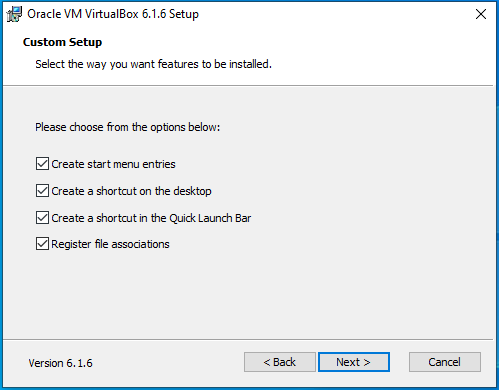 Oracle VM VirtualBox 6.1.6 Setup
Custom Setup
Select the way you want features to be installed.
Please choose from the options below:
Create start menu entries
Create a shortcut on the desktop
Create a shortcut in the Quick Launch Bar
Register file associations
Version 6.1.6
< Back
Next >
Cancel